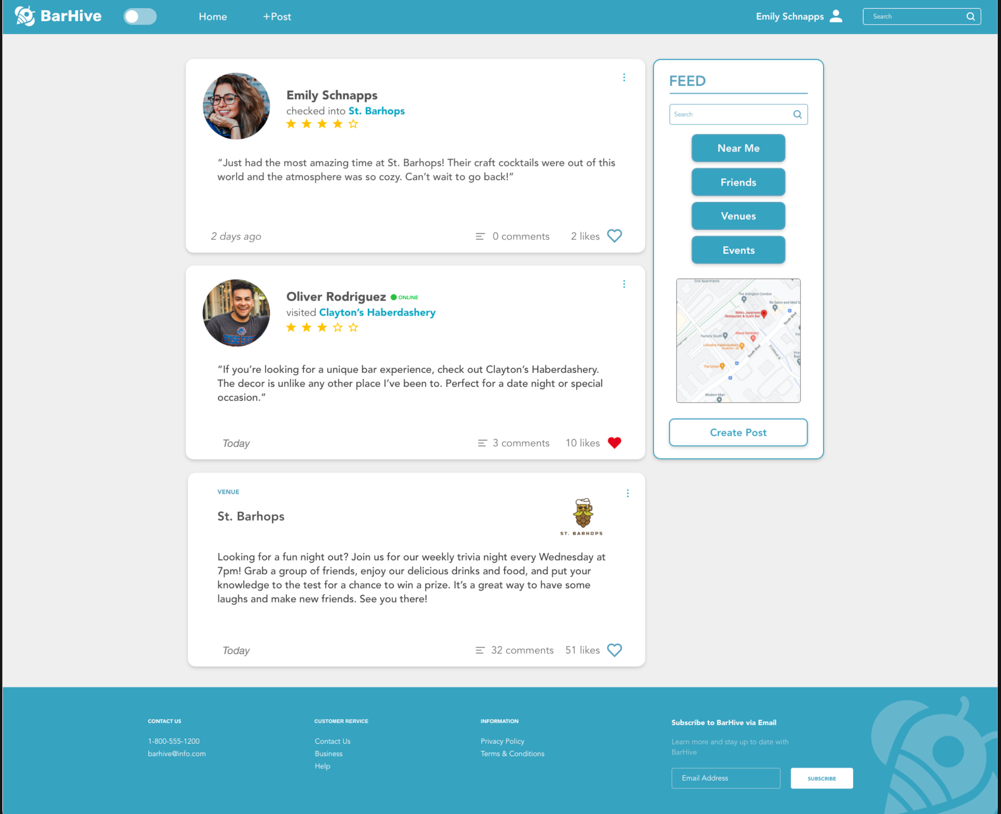 BarHive
Home
+Post
Emily Schnapps
Search
Emily Schnapps
checked into St. Barhops
“Just had the most amazing time at St. Barhops! Their craft cocktails were out of this
world and the atmosphere was so cozy. Can’t wait to go back!”
2 days ago
0 comments
2 likes
Oliver Rodriguez
ONLINE
visited Clayton’s Haberdashery
“If you’re looking for a unique bar experience, check out Clayton’s Haberdashery.
The decor is unlike any other place I’ve been to. Perfect for a date night or special
occasion.”
Today
3 comments
10 likes
VENUE
St. Barhops
ST. BARHOPS
Looking for a fun night out? Join us for our weekly trivia night every Wednesday at
7pm! Grab a group of friends, enjoy our delicious drinks and food, and put your
knowledge to the test for a chance to win a prize. It’s a great way to have some
laughs and make new friends. See you there!
Today
32 comments
51 likes
FEED
Search
Near Me
Friends
Venues
Events
Create Post
CONTACT US
1-800-555-1200
barhive@info.com
CUSTOMER RERVICE
Contact Us
Business
Help
INFORMATION
Privacy Policy
Terms & Conditions
Subscribe to BarHive via Email
Learn more and stay up to date with
BarHive
Email Address
SUBSCRIBE